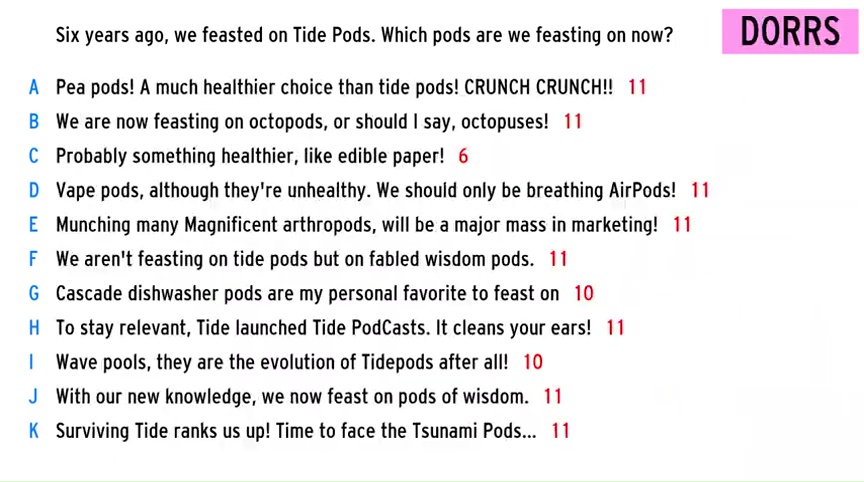 Six years ago, we feasted on Tide Pods. Which pods are we feasting on now?
DORRS
A Pea pods! A much healthier choice than tide pods! CRUNCH CRUNCH!! 11
B We are now feasting on octopods, or should I say, octopuses! 11
C Probably something healthier, like edible paper! 6
D Vape pods, although they're unhealthy. We should only be breathing AirPods! 11
E Munching many Magnificent arthropods, will be a major mass in marketing! 11
F We aren't feasting on tide pods but on fabled wisdom pods. 11
G Cascade dishwasher pods are my personal favorite to feast on 10
H To stay relevant, Tide launched Tide PodCasts. It cleans your ears! 11
I Wave pools, they are the evolution of Tidepods after all! 10
J With our new knowledge, we now feast on pods of wisdom. 11
K Surviving Tide ranks us up! Time to face the Tsunami Pods... 11